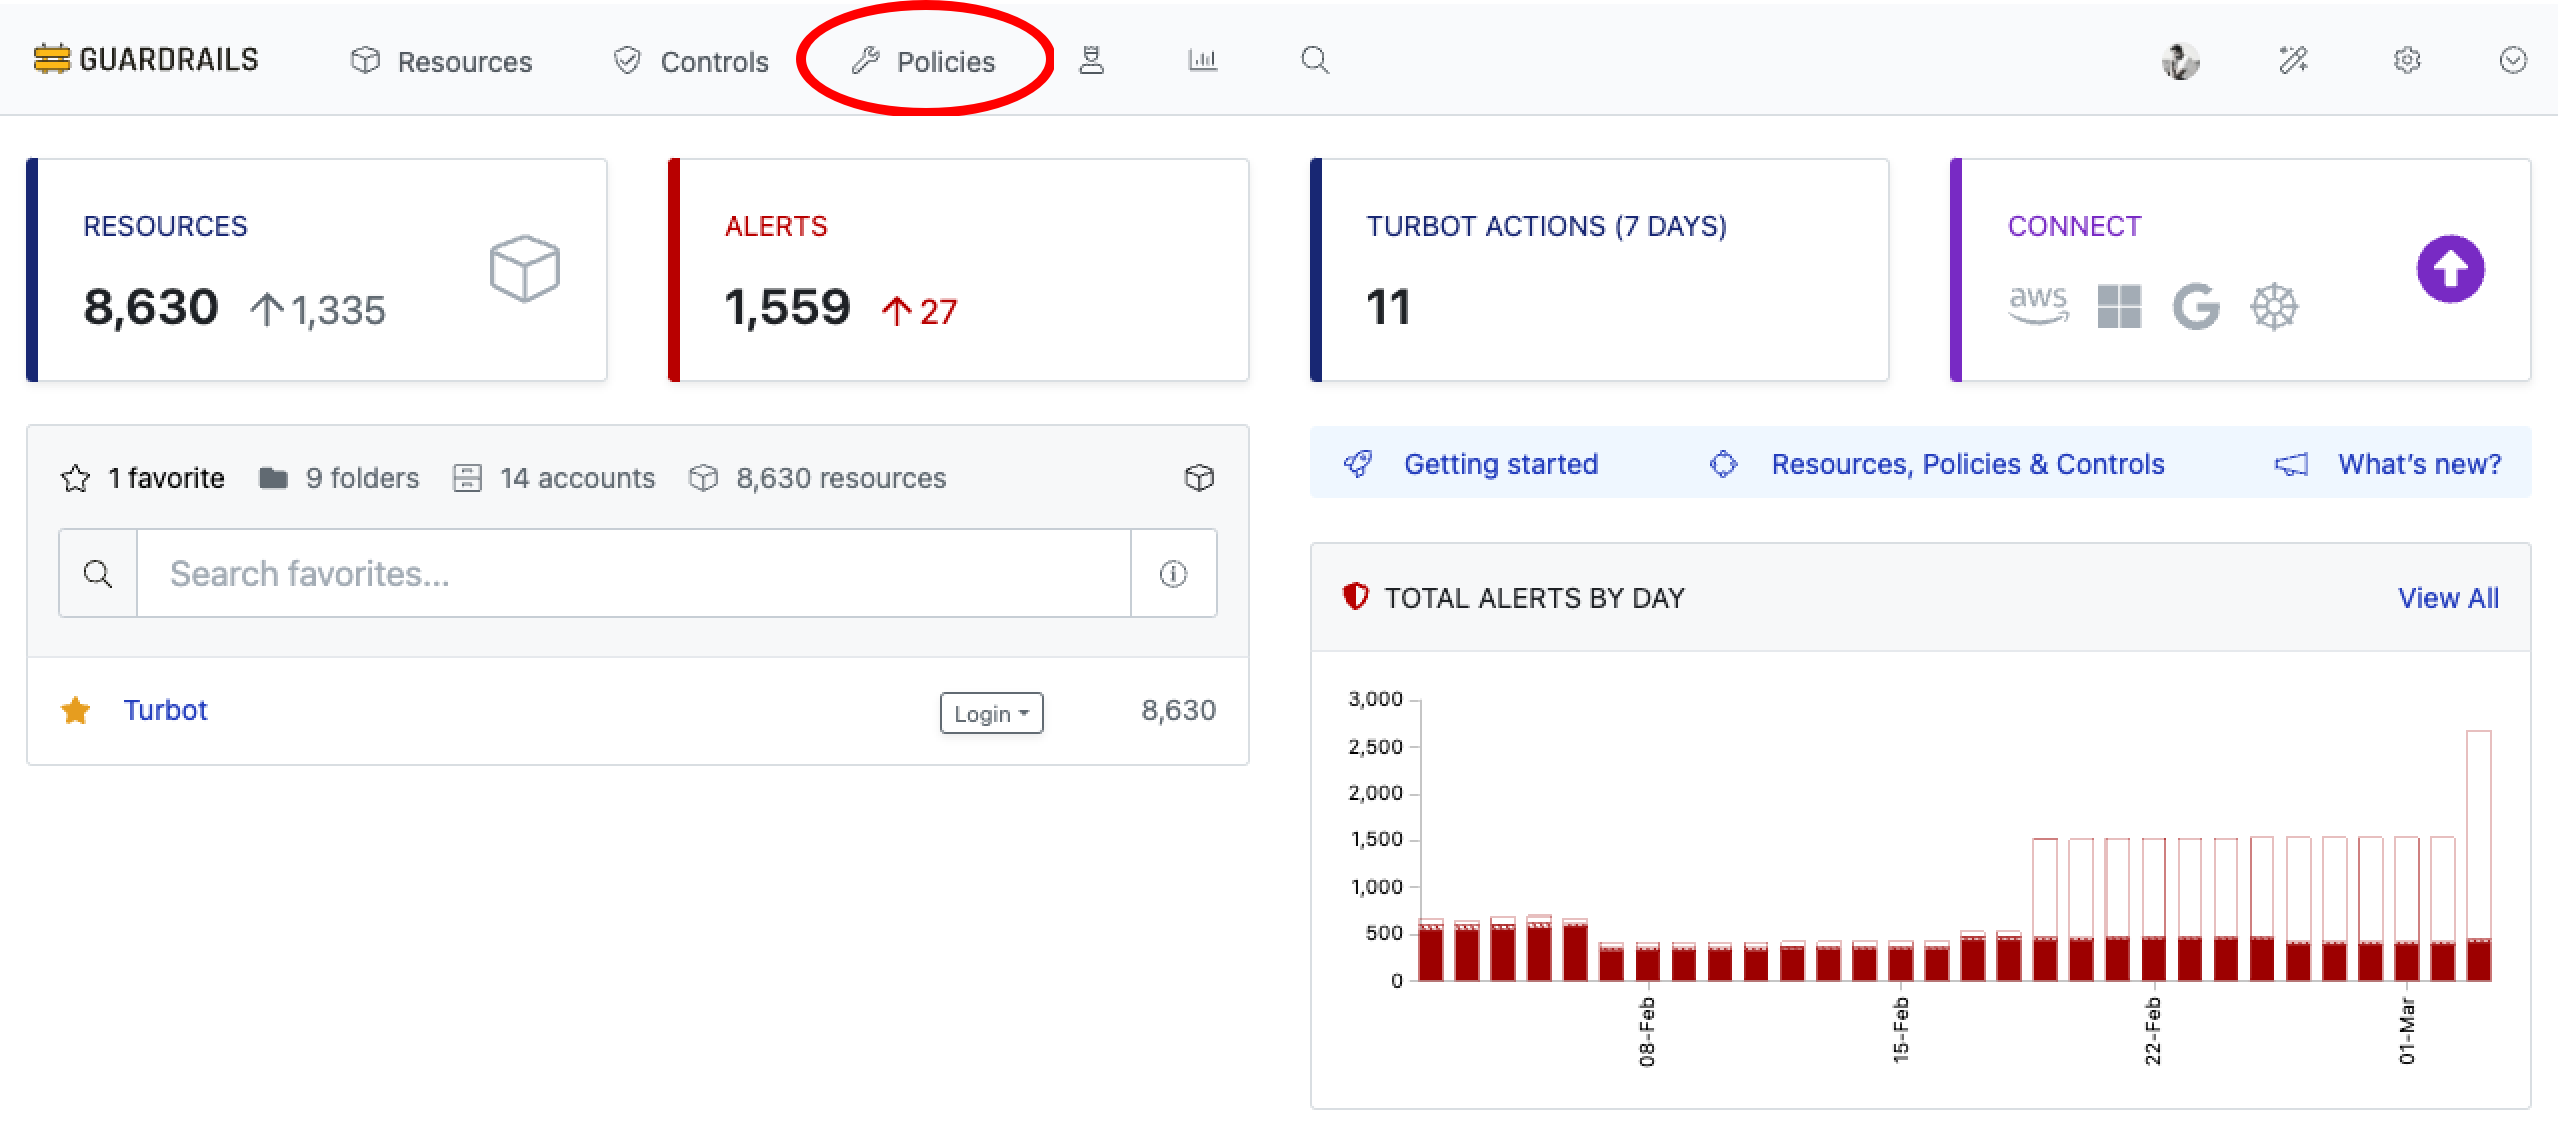 GUARDRAILS Resources Controls Policies
RESOURCES
8,630 ↑1,335
ALERTS
1,559 ↑27
TURBOT ACTIONS (7 DAYS)
11
CONNECT
aws
1 favorite 9 folders 14 accounts 8,630 resources
Search favorites...
Turbot Login 8,630
Getting started Resources, Policies & Controls What's new?
TOTAL ALERTS BY DAY View All
3,000
2,500
2,000
1,500
1,000
500
0
08-Feb 15-Feb 22-Feb 01-Mar